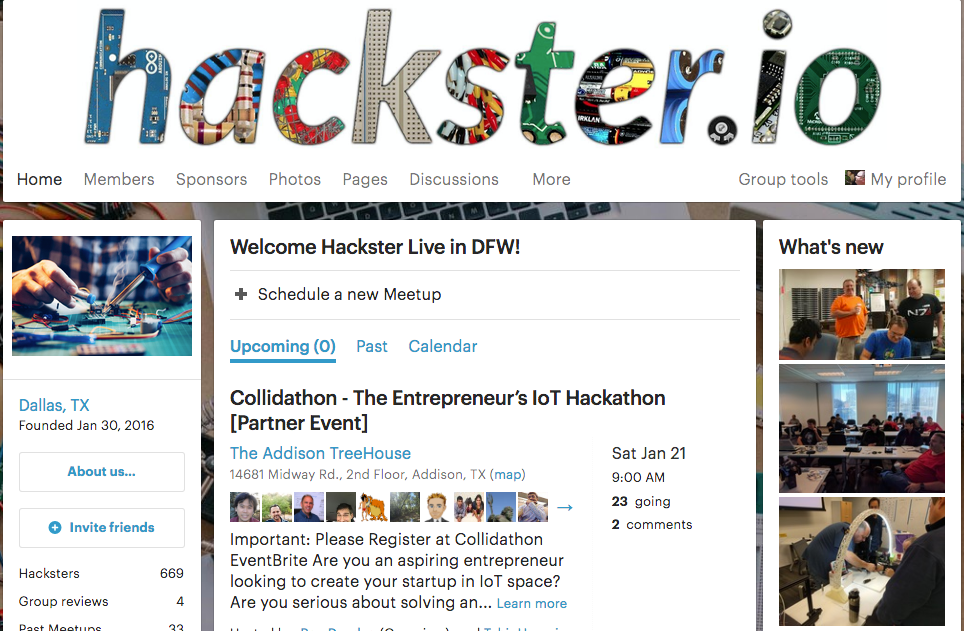 hackster.io
Home Members Sponsors Photos Pages Discussions More Group tools My profile
Dallas, TX
Founded Jan 30, 2016
About us...
Invite friends
Hacksters 669
Group reviews 4
Past Meetups 33
Welcome Hackster Live in DFW!
Schedule a new Meetup
Upcoming (0) Past Calendar
Collidathon - The Entrepreneur’s IoT Hackathon
[Partner Event]
The Addison TreeHouse
14681 Midway Rd., 2nd Floor, Addison, TX (map)
Important: Please Register at Collidathon
EventBrite Are you an aspiring entrepreneur
looking to create your startup in IoT space?
Are you serious about solving an... Learn more
Sat Jan 21
9:00 AM
23 going
2 comments
What's new
N7